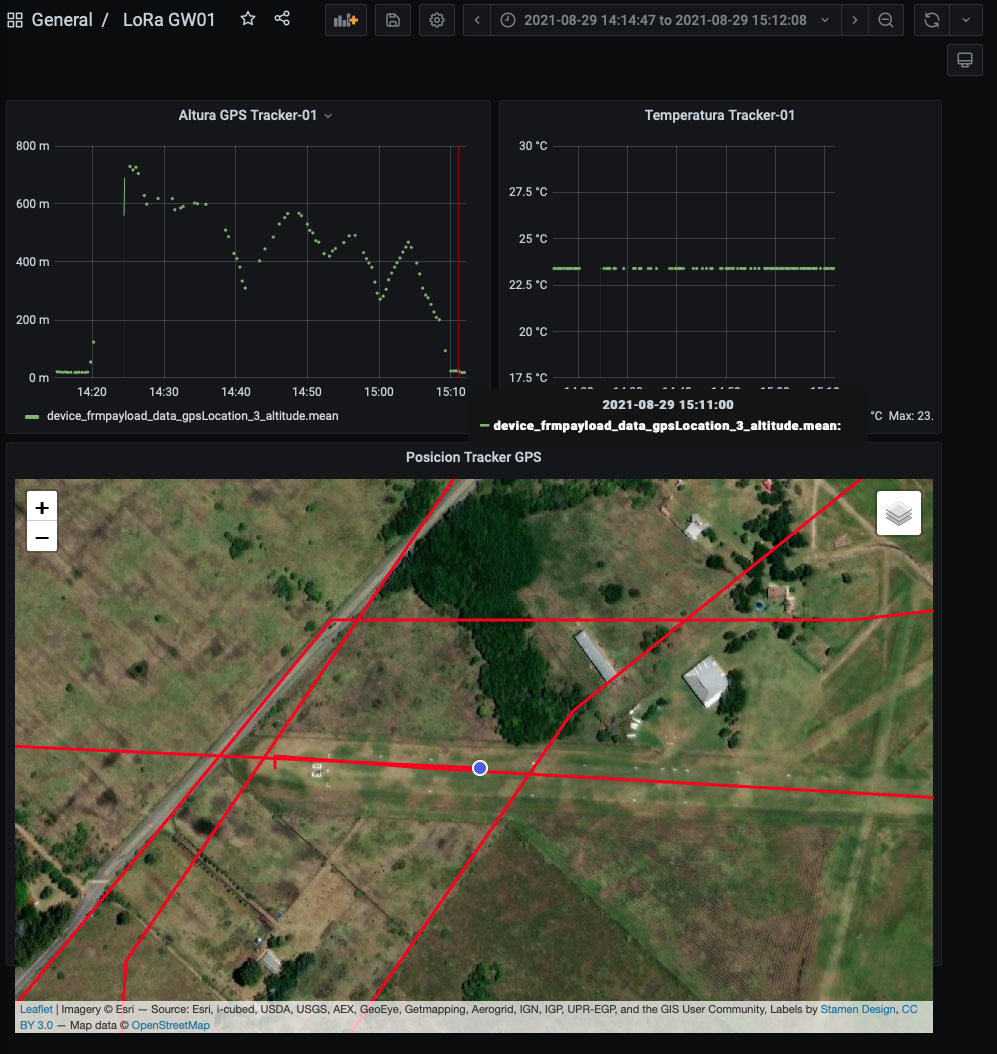 General / LoRa GW01
2021-08-29 14:14:47 to 2021-08-29 15:12:08
Altura GPS Tracker-01
800 m
600 m
400 m
200 m
0 m
14:20 14:30 14:40 14:50 15:00 15:10
device_frmpayload_data_gpsLocation_3_altitude.mean
Temperatura Tracker-01
30 °C
27.5 °C
25 °C
22.5 °C
20 °C
17.5 °C
2021-08-29 15:11:00
device_frmpayload_data_gpsLocation_3_altitude.mean:
°C Max: 23.
Posicion Tracker GPS
+
−
Leaflet | Imagery © Esri — Source: Esri, i-cubed, USDA, USGS, AEX, GeoEye, Getmapping, Aerogrid, IGN, IGP, UPR-EGP, and the GIS User Community, Labels by Stamen Design, CC
BY 3.0 — Map data © OpenStreetMap